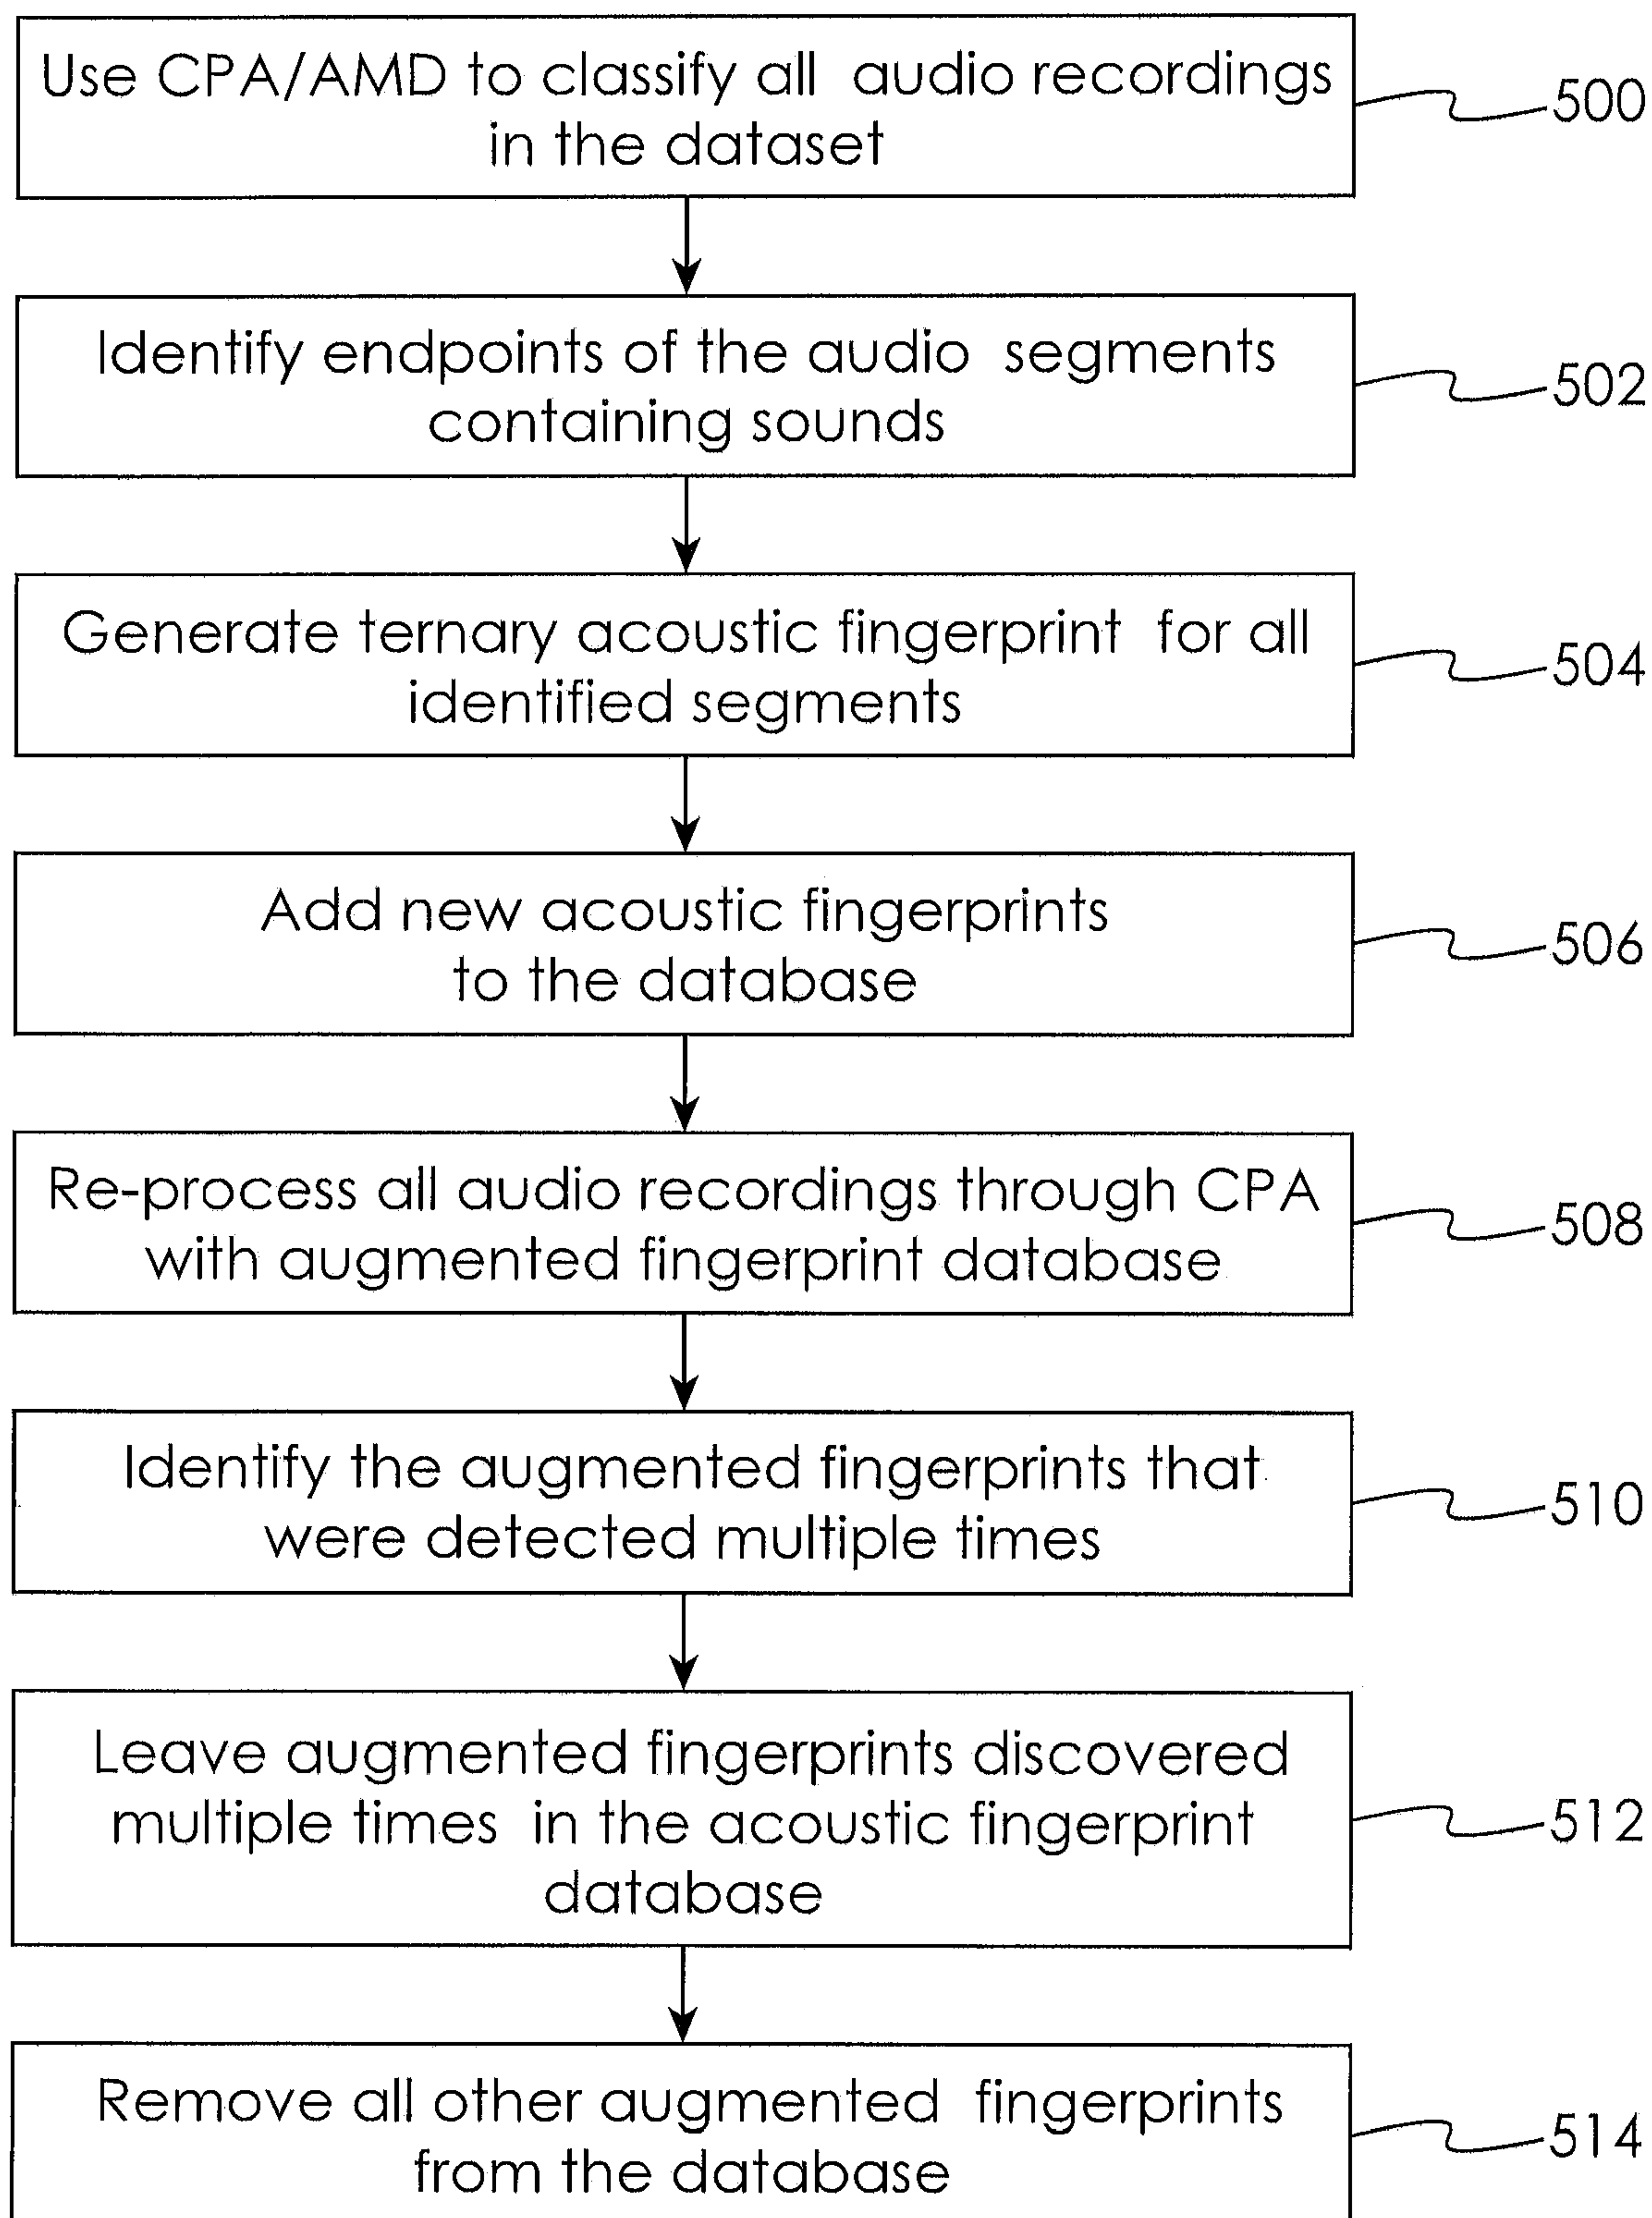 Use CPA/AMD to classify all audio recordings
in the dataset
500
Identify endpoints of the audio segments
containing sounds
502
Generate ternary acoustic fingerprint for all
identified segments
504
Add new acoustic fingerprints
to the database
506
Re-process all audio recordings through CPA
with augmented fingerprint database
508
Identify the augmented fingerprints that
were detected multiple times
510
Leave augmented fingerprints discovered
multiple times in the acoustic fingerprint
database
512
Remove all other augmented fingerprints
from the database
514